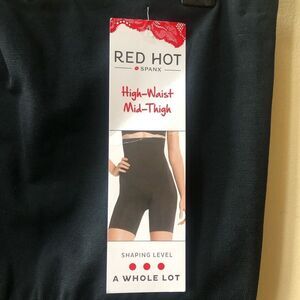 RED HOT
SPANX
High-Waist
Mid-Thigh
SHAPING LEVEL
A WHOLE LOT